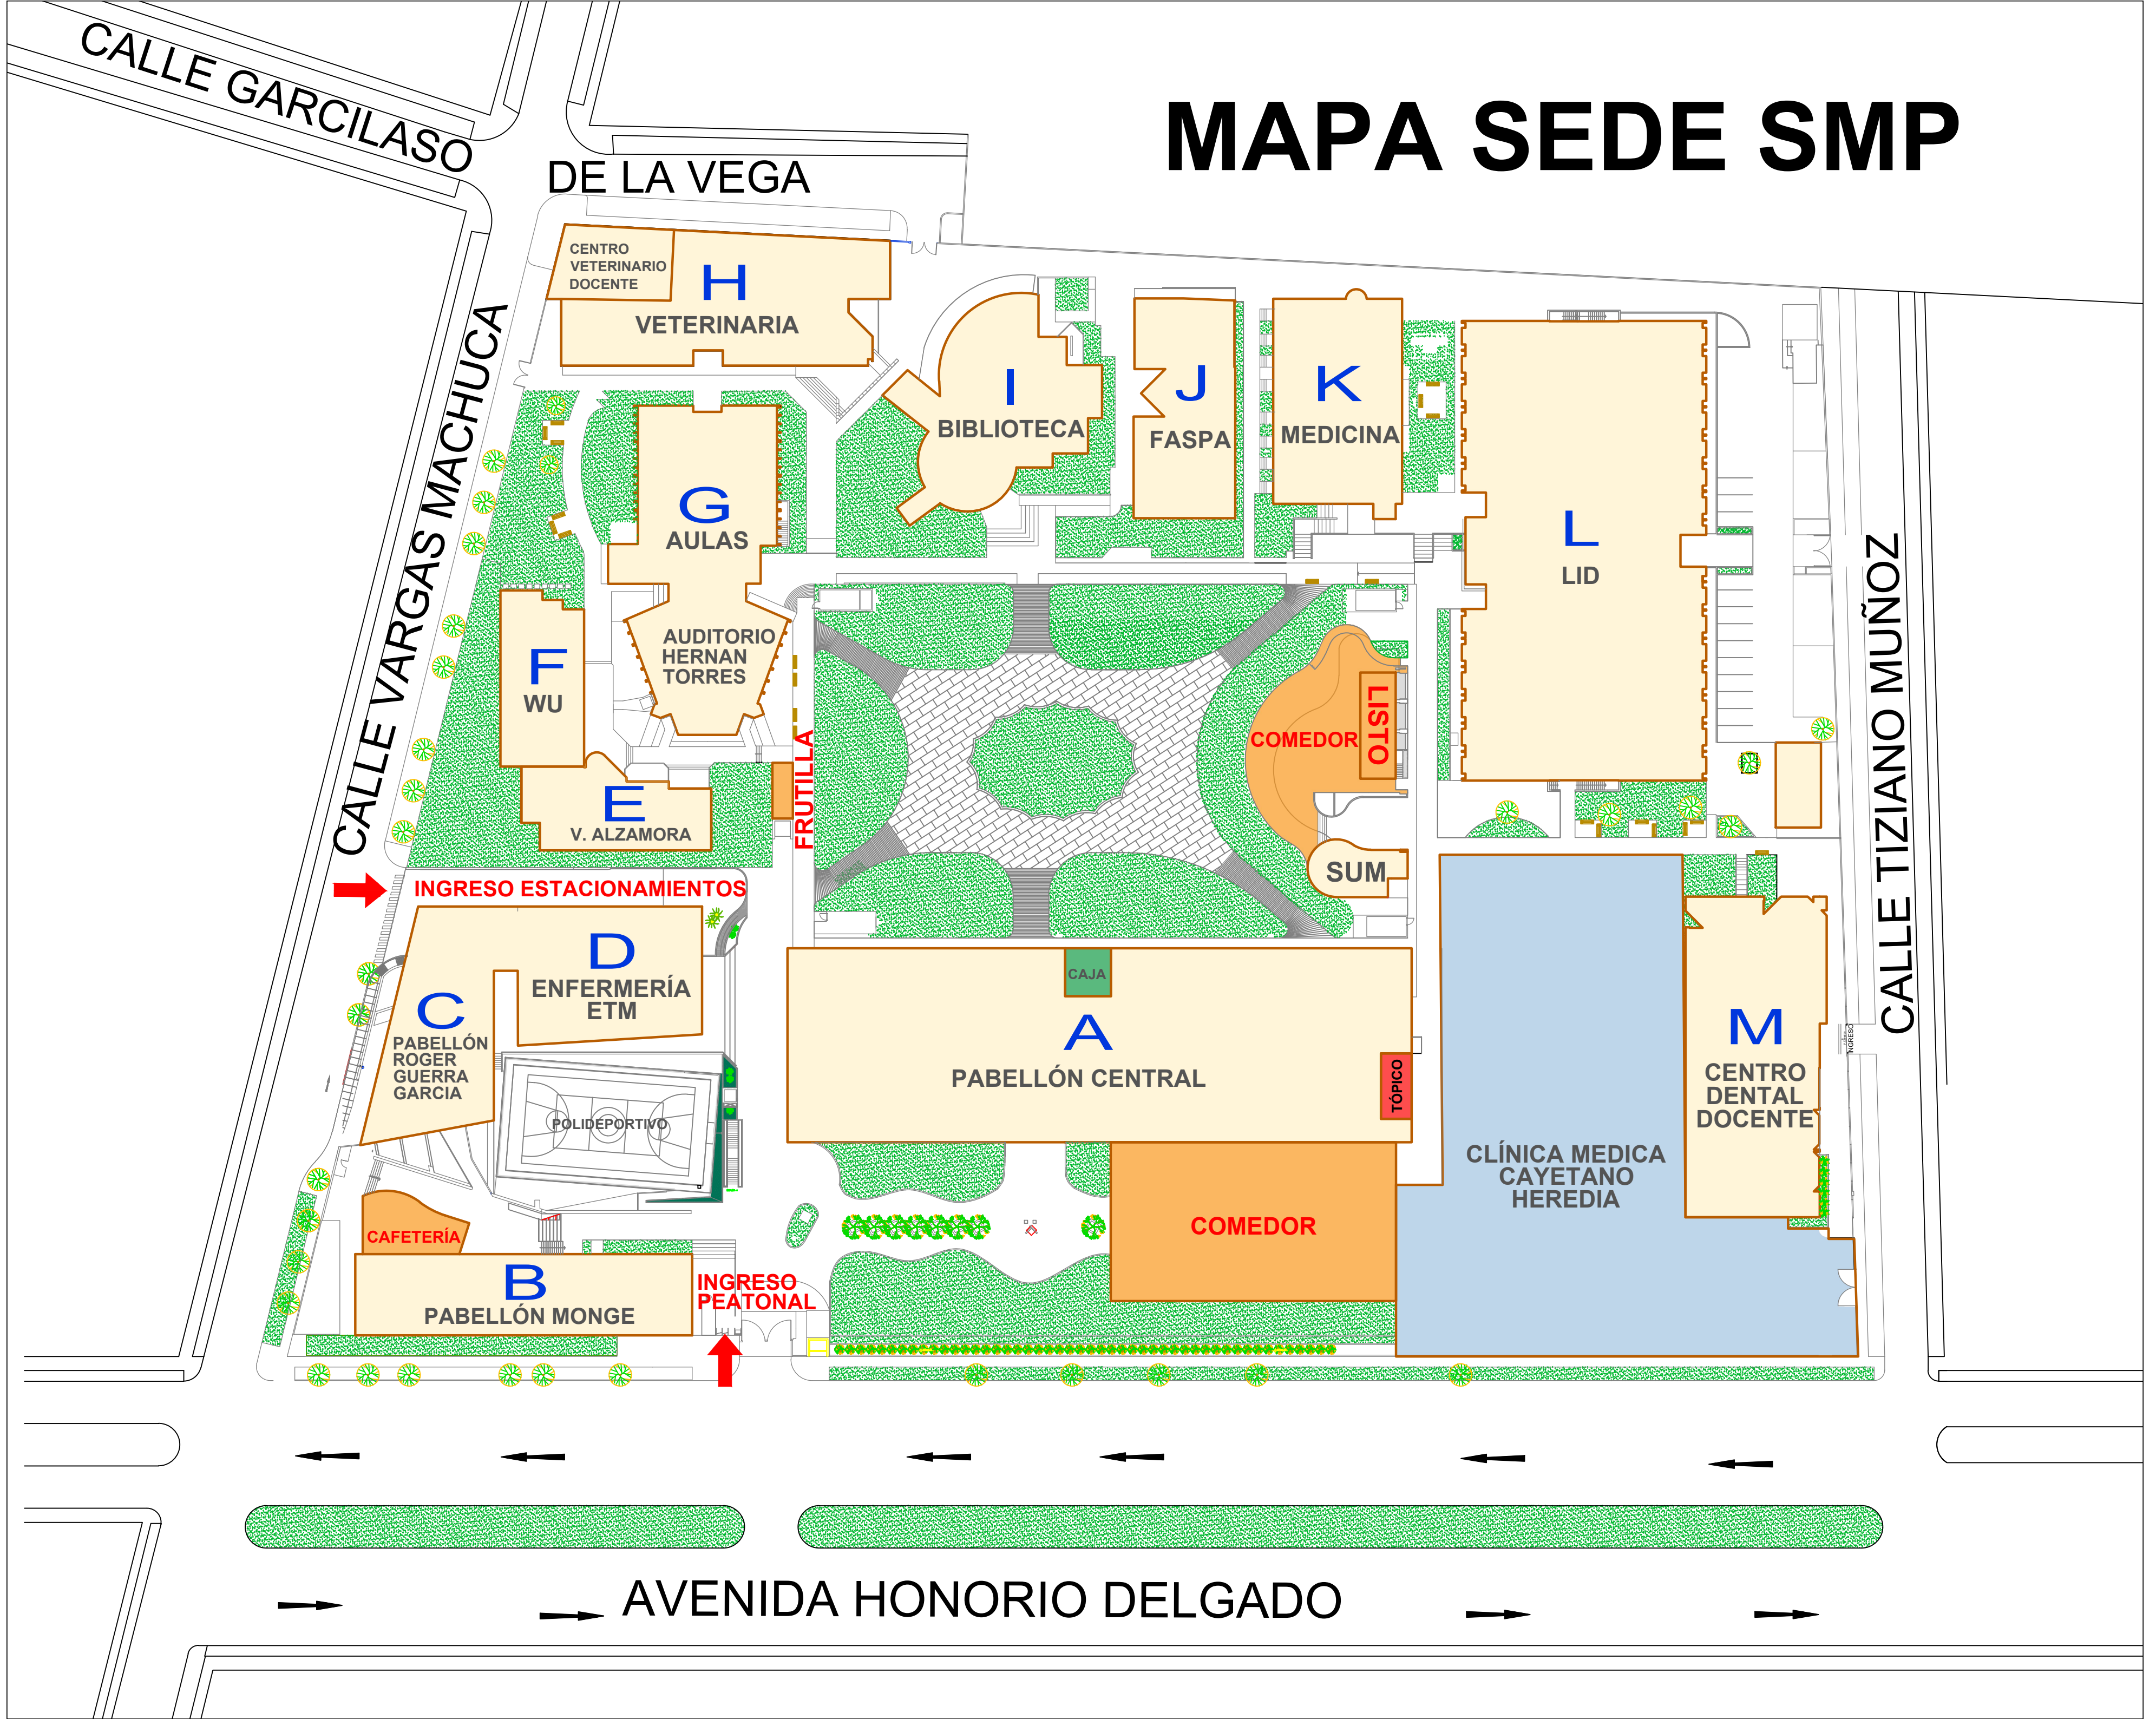 MAPA SEDE SMP
CALLE GARCILASO
DE LA VEGA
CALLE VARGAS MACHUCA
CENTRO
VETERINARIO
DOCENTE
H
VETERINARIA
I
BIBLIOTECA
J
FASPA
K
MEDICINA
G
AULAS
L
LID
AUDITORIO
HERNAN
TORRES
F
WU
E
V. ALZAMORA
FRUTILLA
COMEDOR
LISTO
SUM
CALLE TIZIANO MUÑOZ
INGRESO ESTACIONAMIENTOS
D
ENFERMERÍA
ETM
C
PABELLÓN
ROGER
GUERRA
GARCIA
POLIDEPORTIVO
CAJA
A
PABELLÓN CENTRAL
TÓPICO
M
CENTRO
DENTAL
DOCENTE
INGRESO
CLÍNICA MEDICA
CAYETANO
HEREDIA
COMEDOR
CAFETERÍA
B
PABELLÓN MONGE
INGRESO
PEATONAL
AVENIDA HONORIO DELGADO